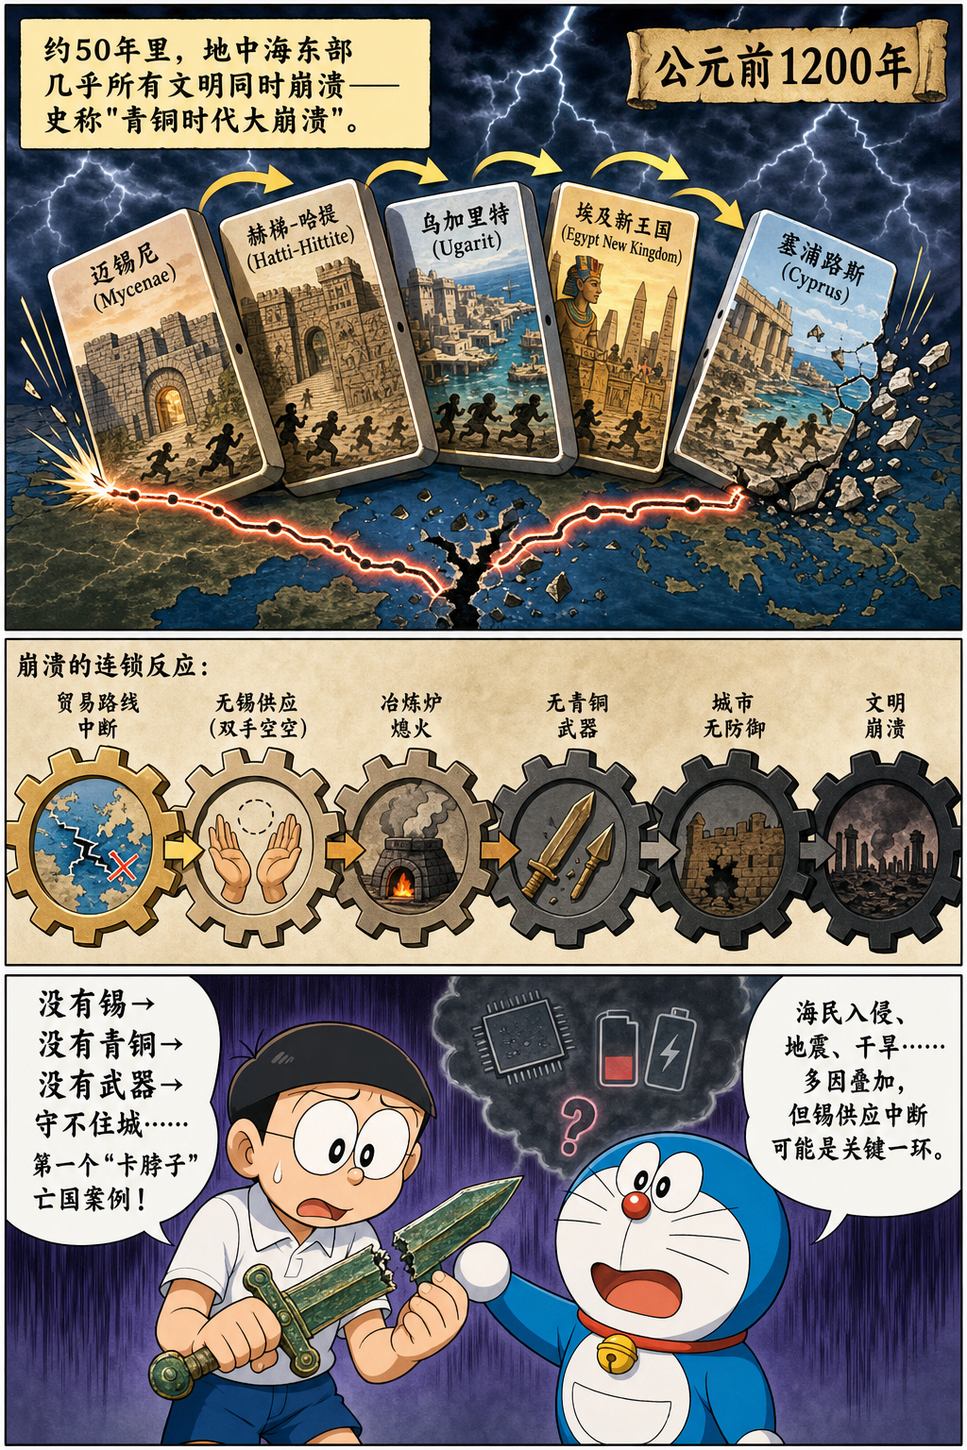 约50年里，地中海东部
几乎所有文明同时崩溃——
史称"青铜时代大崩溃"。
公元前1200年
迈锡尼
(Mycenae)
赫梯-哈提
(Hatti-Hittite)
乌加里特
(Ugarit)
埃及新王国
(Egypt New Kingdom)
塞浦路斯
(Cyprus)
崩溃的连锁反应：
贸易路线
中断
无锡供应
（双手空空）
冶炼炉
熄火
无青铜
武器
城市
无防御
文明
崩溃
没有锡→
没有青铜→
没有武器→
守不住城……
第一个“卡脖子”
亡国案例！
海民入侵、
地震、干旱……
多因叠加，
但锡供应中断
可能是关键一环。
?